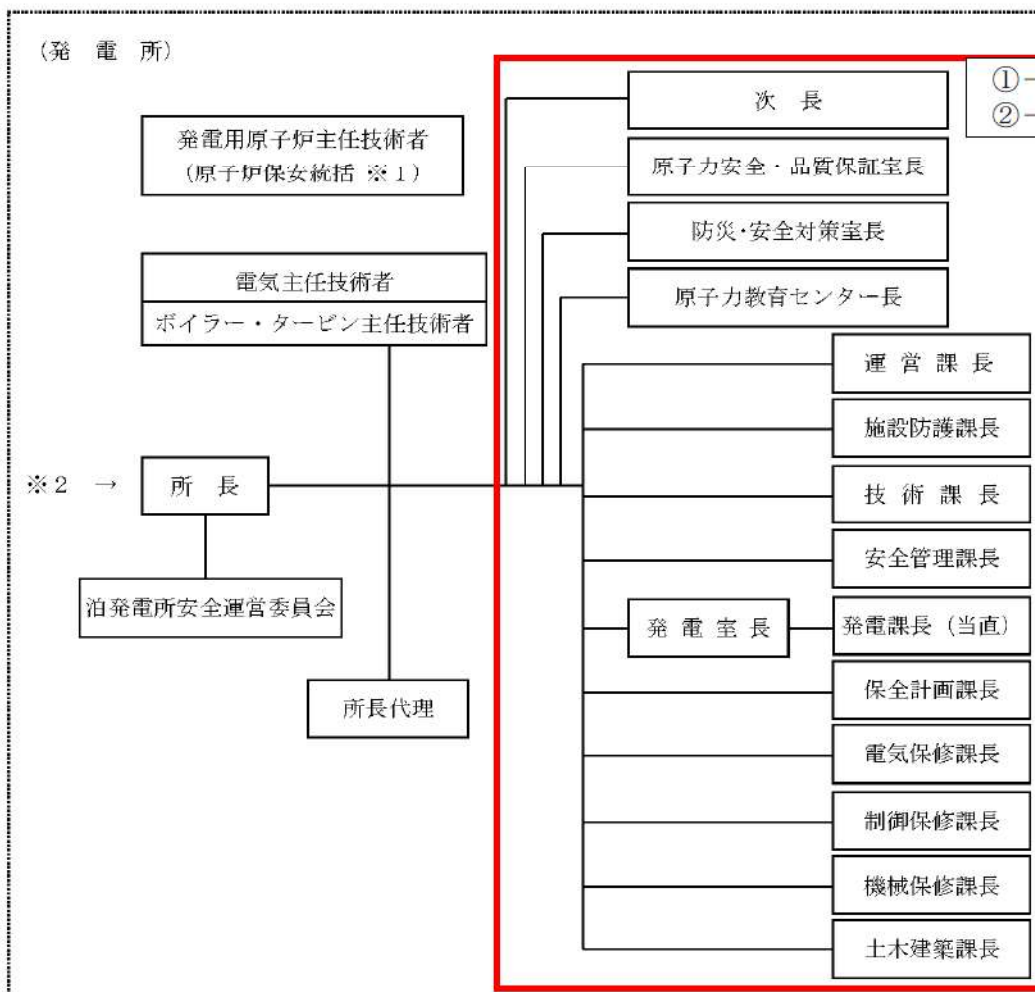 (発 電 所)
発電用原子炉主任技術者
(原子炉保安統括 ※1)
電気主任技術者
ボイラー・タービン主任技術者
※2 → 所 長
泊発電所安全運営委員会
所長代理
①-
②-
次 長
原子力安全・品質保証室長
防災・安全対策室長
原子力教育センター長
運 営 課 長
施設防護課長
技 術 課 長
安全管理課長
発 電 室 長
発電課長 (当直)
保全計画課長
電気保修課長
制御保修課長
機械保修課長
土木建築課長